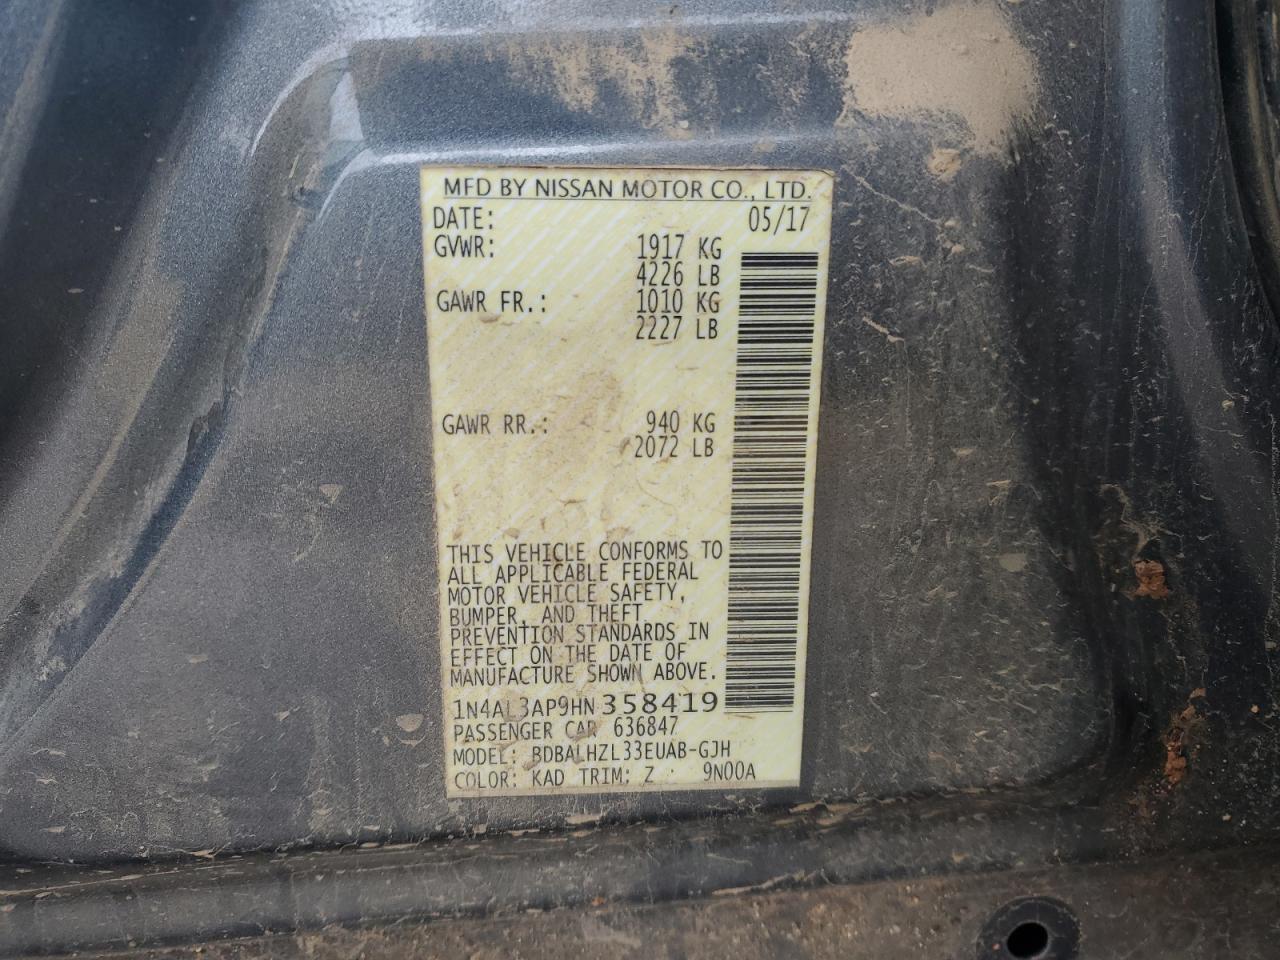 MFD BY NISSAN MOTOR CO., LTD.
DATE: 05/17
GVWR: 1917 KG
4226 LB
GAWR FR.: 1010 KG
2227 LB
GAWR RR.: 940 KG
2072 LB
THIS VEHICLE CONFORMS TO
ALL APPLICABLE FEDERAL
MOTOR VEHICLE SAFETY,
BUMPER, AND THEFT
PREVENTION STANDARDS IN
EFFECT ON THE DATE OF
MANUFACTURE SHOWN ABOVE.
1N4AL3AP9HN358419
PASSENGER CAR 636847
MODEL: BDBALHZL33EUAB-GJH
COLOR: KAD TRIM: Z 9N00A